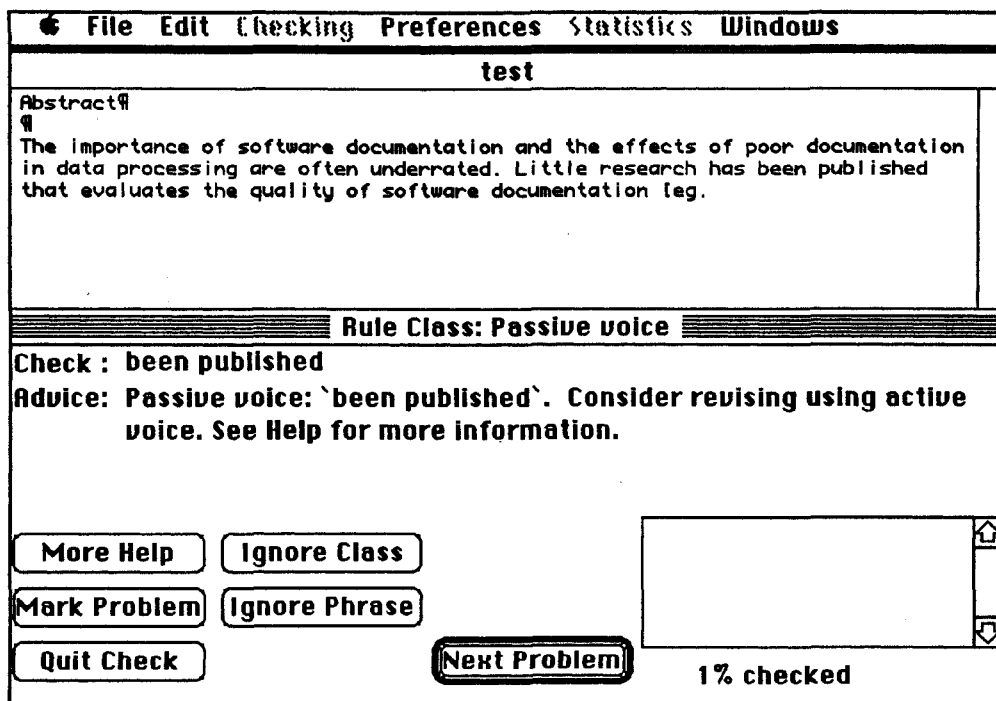 File Edit Checking Preferences Statistics Windows
test
Abstract¶
¶
The importance of software documentation and the effects of poor documentation
in data processing are often underrated. Little research has been published
that evaluates the quality of software documentation [eg.
Rule Class: Passive voice
Check : been published
Advice: Passive voice: `been published`. Consider revising using active
voice. See Help for more information.
More Help Ignore Class
Mark Problem Ignore Phrase
Quit Check Next Problem
1% checked